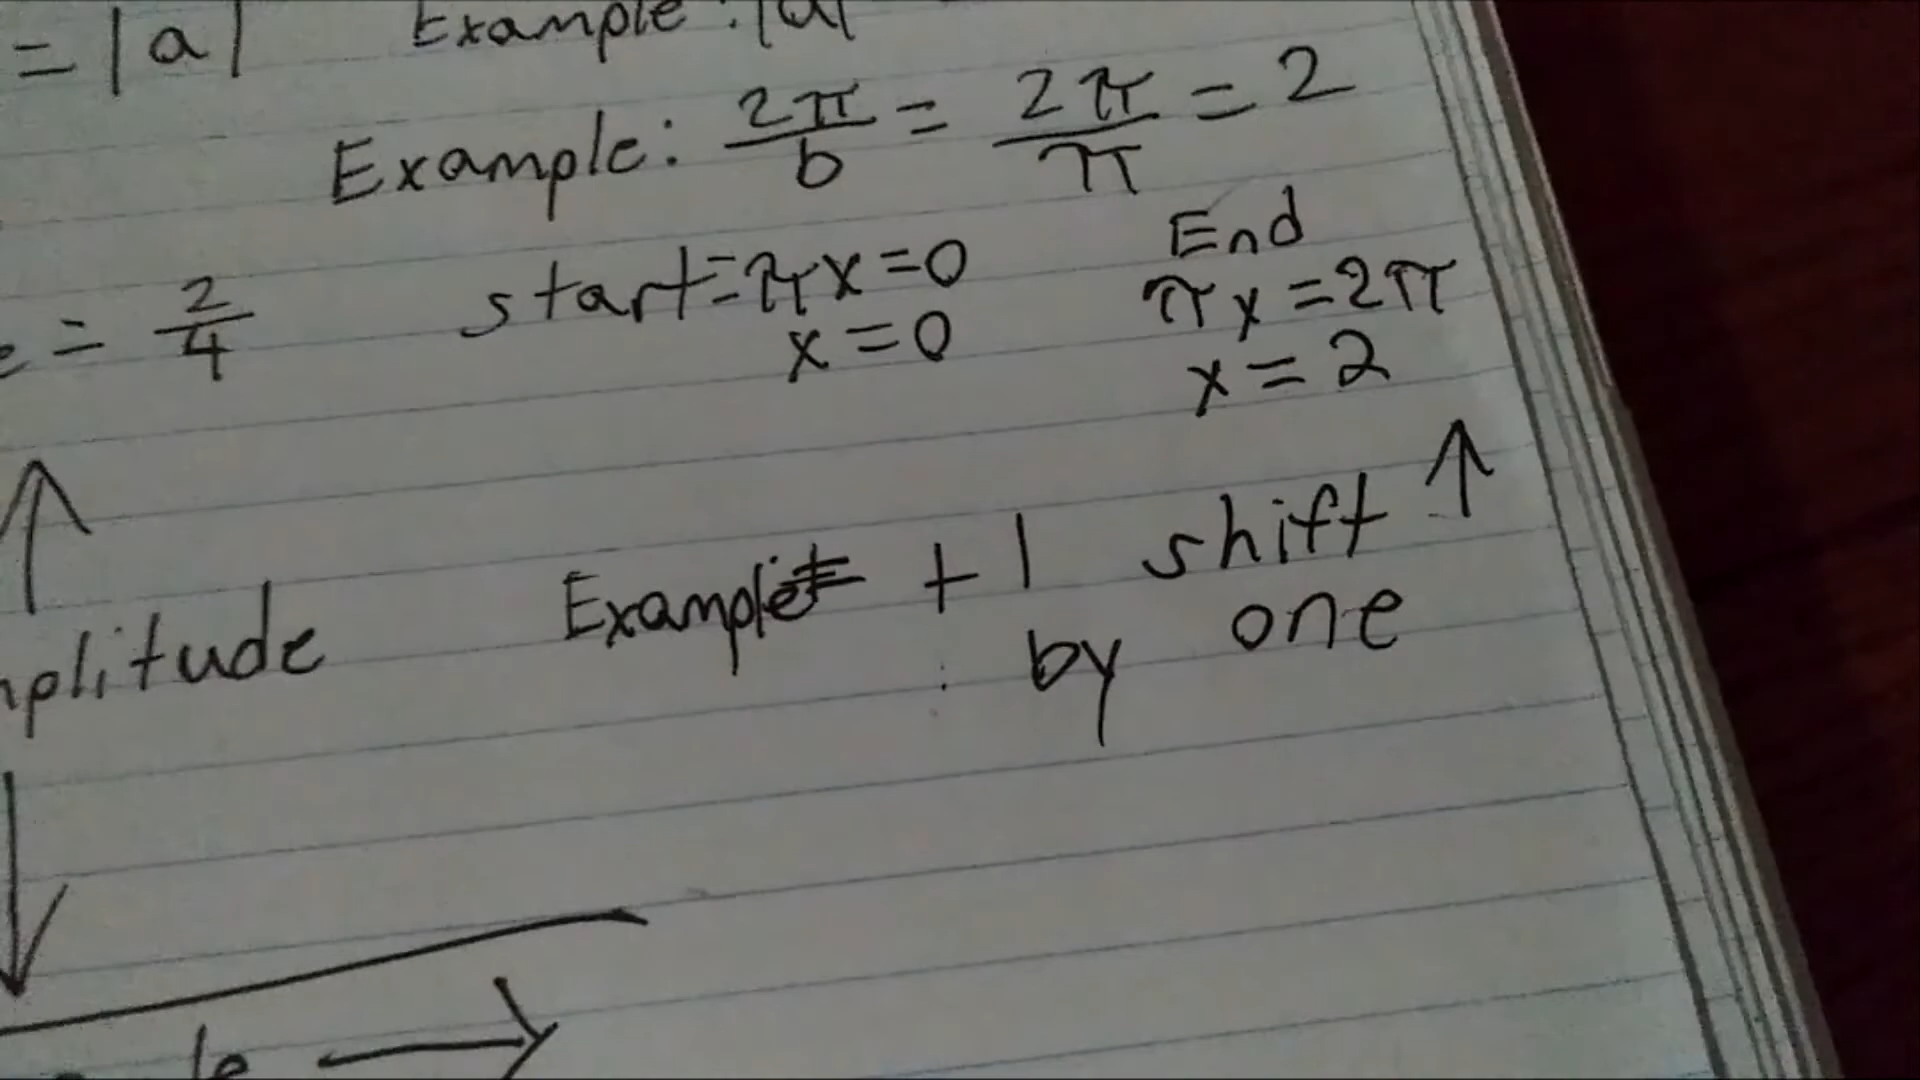 = |a| Example: |a|
Example: 2π/b = 2π/π = 2
= 2/4 start = πx = 0 End
x = 0 πx = 2π
x = 2
Example + 1 shift ↑
by one
plitude
→